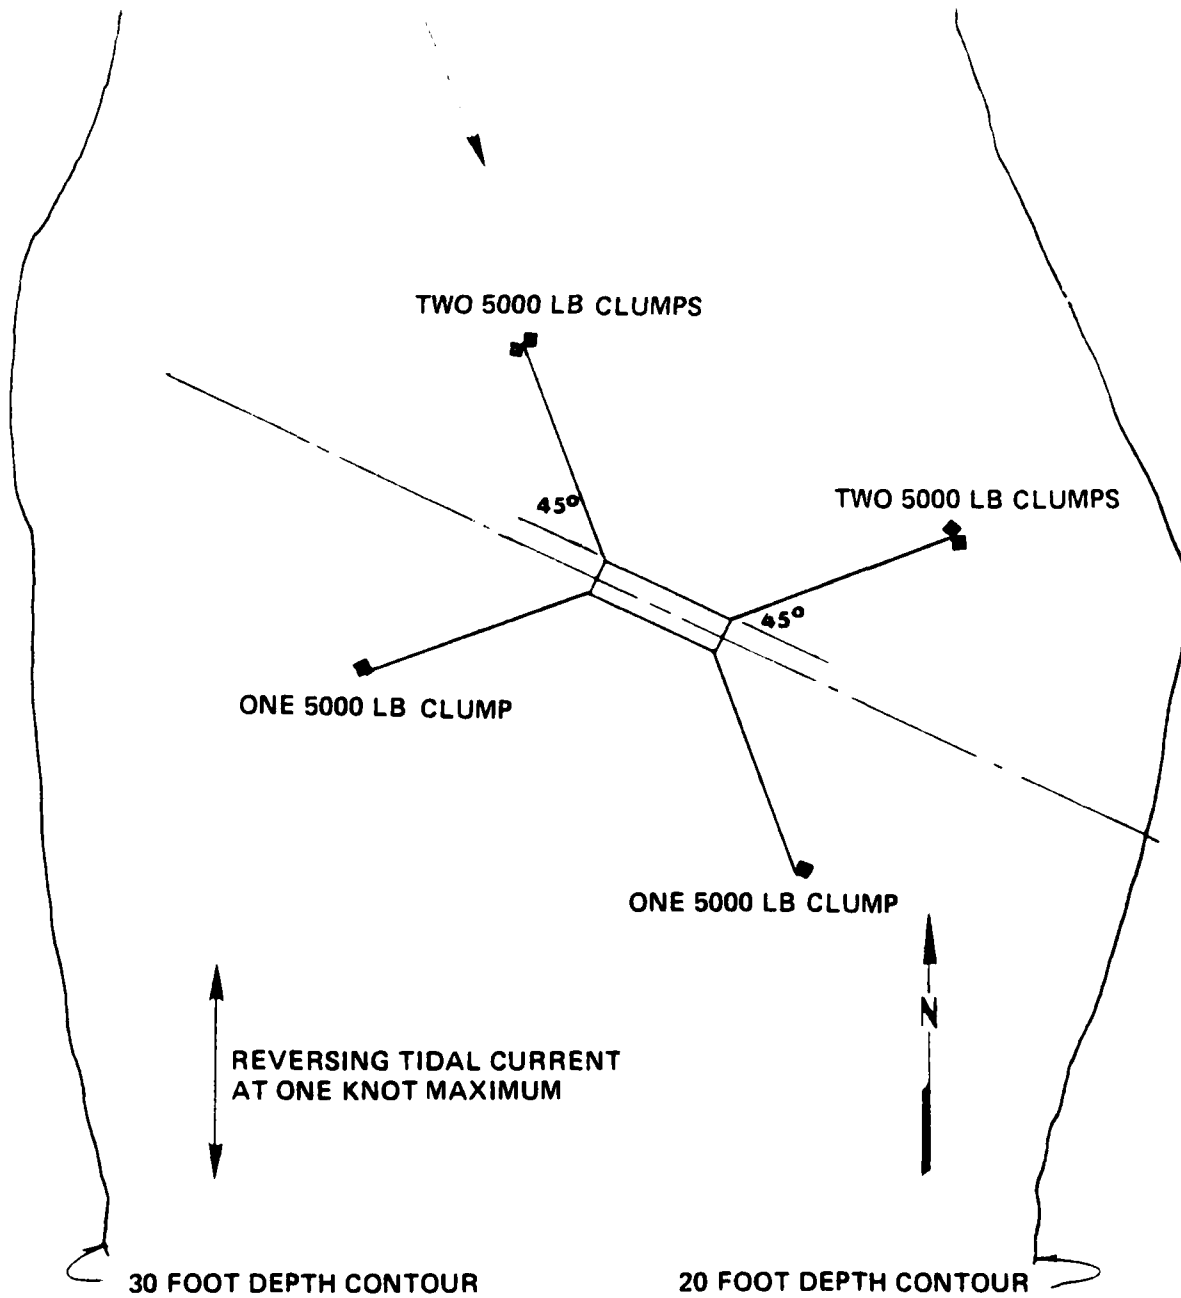 TWO 5000 LB CLUMPS
TWO 5000 LB CLUMPS
45°
45°
ONE 5000 LB CLUMP
ONE 5000 LB CLUMP
N
REVERSING TIDAL CURRENT
AT ONE KNOT MAXIMUM
30 FOOT DEPTH CONTOUR
20 FOOT DEPTH CONTOUR